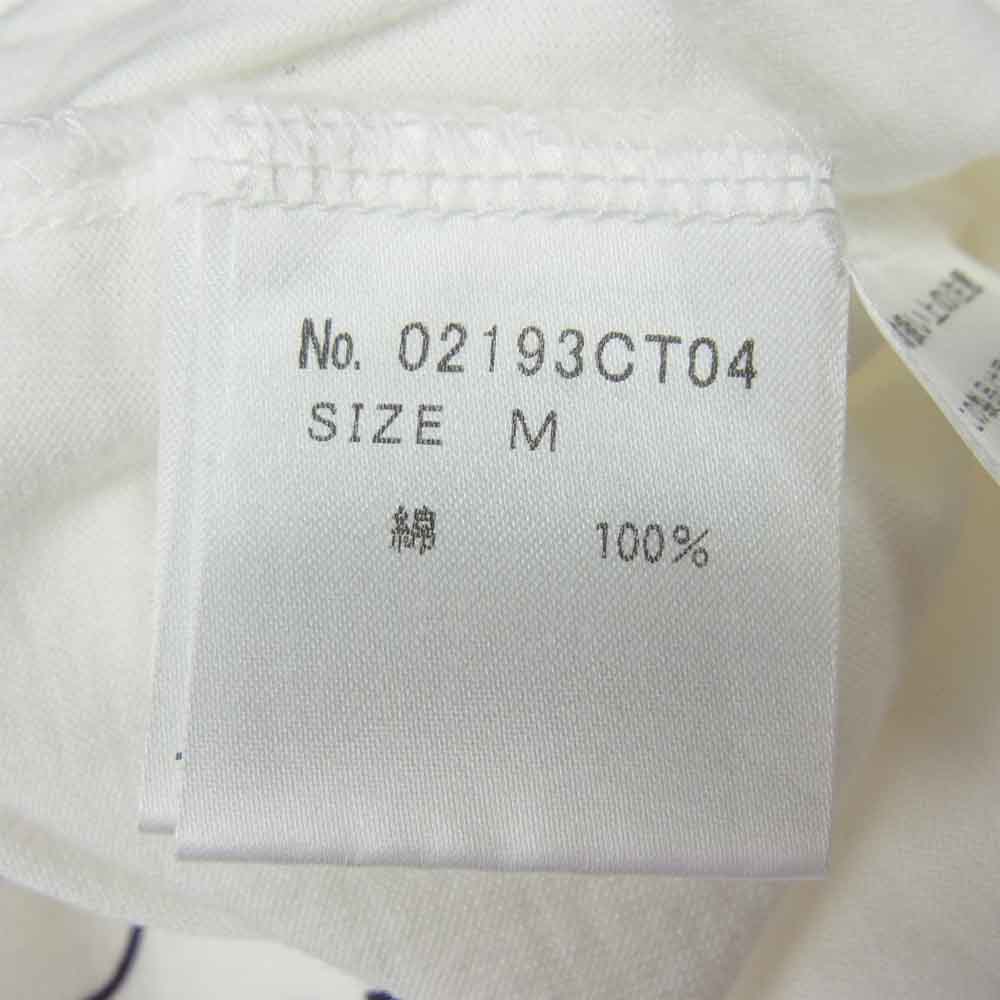 No. 02193CT04
SIZE M
綿 100%